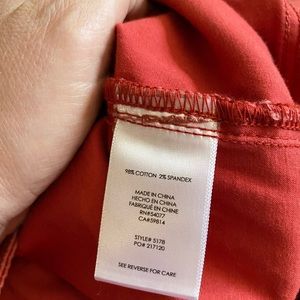 98% COTTON 2% SPANDEX
MADE IN CHINA
HECHO EN CHINA
FABRIQUÉ EN CHINE
RN#54077
CA#59814
STYLE# 5178
PO# 217120
SEE REVERSE FOR CARE